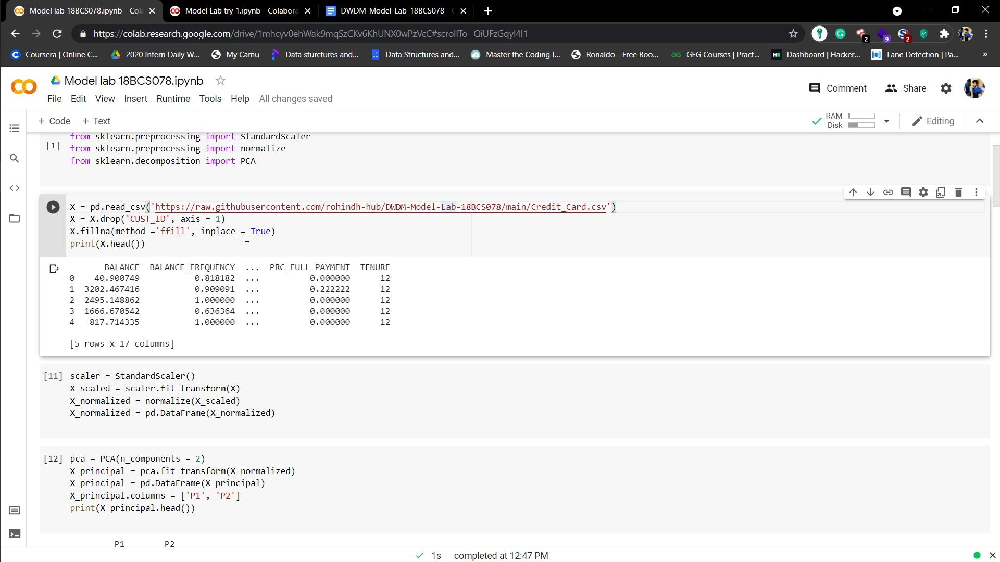 Model lab 18BCS078.ipynb - Cola
Model Lab try 1.ipynb - Colabora
DWDM-Model-Lab-18BCS078 -
https://colab.research.google.com/drive/1mhcyv0ehWak9mqSzCKv6KhUNX0wPzVcC#scrollTo=QiUFzGqyl4I1
2
9
2
Coursera | Online C...
2020 Intern Daily W...
My Camu
Data sturctures and...
Data Structures and...
Master the Coding I...
Ronaldo - Free Boo...
GFG Courses | Pract...
Dashboard | Hacker...
Lane Detection | Pa...
»
Model lab 18BCS078.ipynb
Comment
Share
File Edit View Insert Runtime Tools Help All changes saved
+ Code + Text
RAM
Disk
Editing
from sklearn.preprocessing import StandardScaler
[1]
from sklearn.preprocessing import normalize
from sklearn.decomposition import PCA
X = pd.read_csv('https://raw.githubusercontent.com/rohindh-hub/DWDM-Model-Lab-18BCS078/main/Credit_Card.csv')
X = X.drop('CUST_ID', axis = 1)
X.fillna(method ='ffill', inplace = True)
print(X.head())
BALANCE BALANCE_FREQUENCY ... PRC_FULL_PAYMENT TENURE
0 40.900749 0.818182 ... 0.000000 12
1 3202.467416 0.909091 ... 0.222222 12
2 2495.148862 1.000000 ... 0.000000 12
3 1666.670542 0.636364 ... 0.000000 12
4 817.714335 1.000000 ... 0.000000 12
[5 rows x 17 columns]
[11] scaler = StandardScaler()
X_scaled = scaler.fit_transform(X)
X_normalized = normalize(X_scaled)
X_normalized = pd.DataFrame(X_normalized)
[12] pca = PCA(n_components = 2)
X_principal = pca.fit_transform(X_normalized)
X_principal = pd.DataFrame(X_principal)
X_principal.columns = ['P1', 'P2']
print(X_principal.head())
P1 P2
1s completed at 12:47 PM